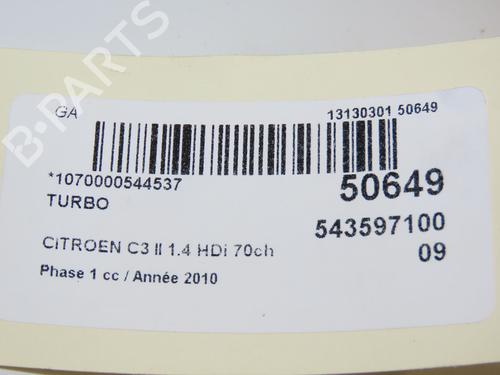 GA
13130301 50649
*1070000544537
50649
TURBO
543597100
09
CITROEN C3 II 1.4 HDi 70ch
Phase 1 cc / Année 2010
B-PARTS